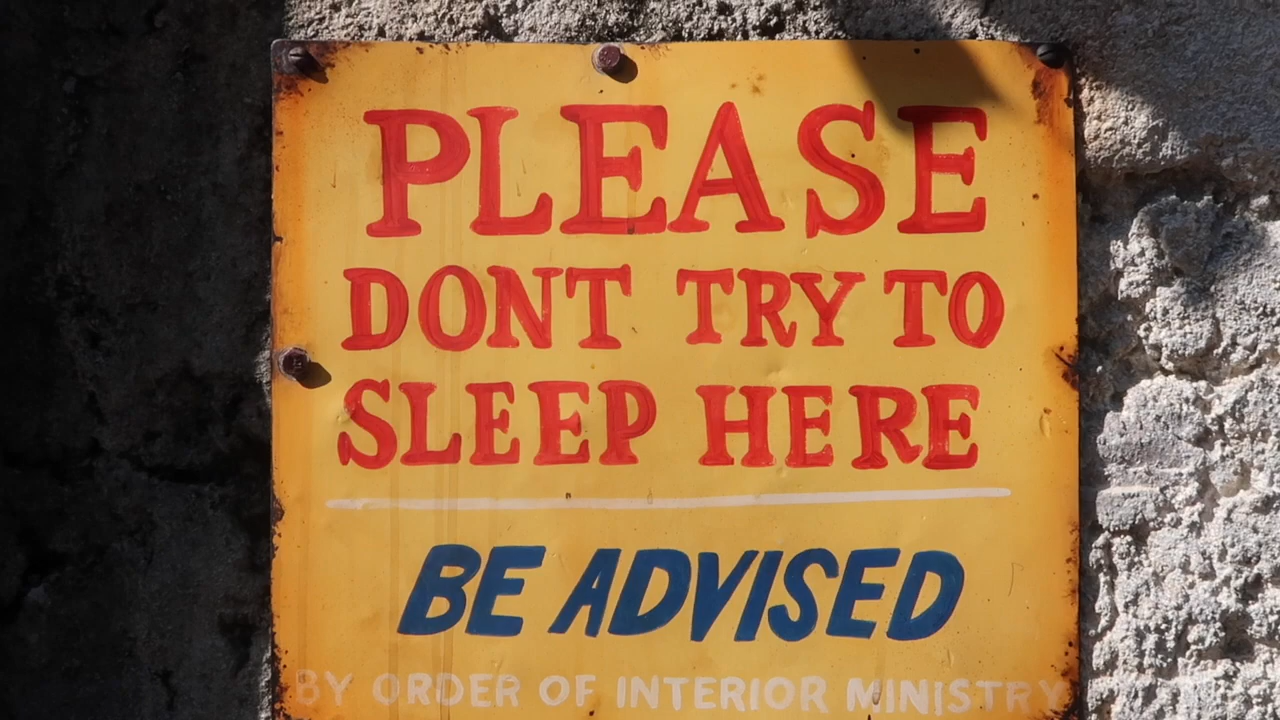 PLEASE
DONT TRY TO
SLEEP HERE
BE ADVISED
BY ORDER OF INTERIOR MINISTRY